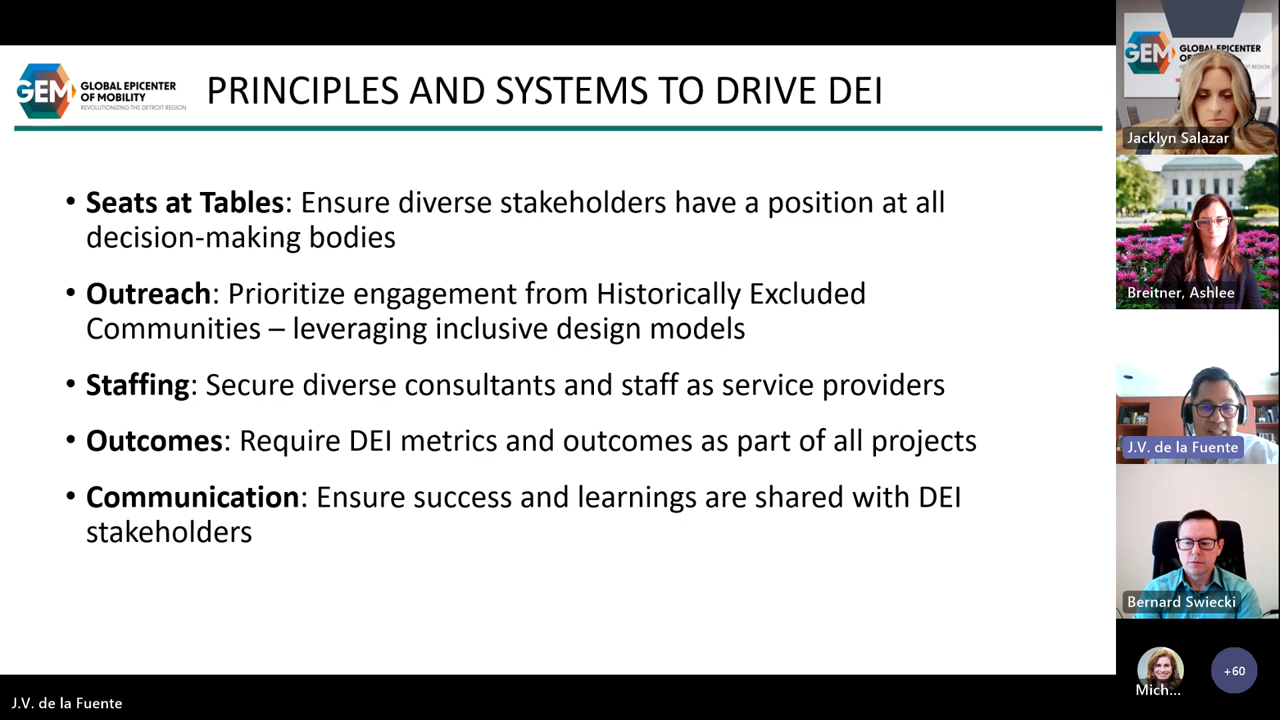 GEM
GLOBAL EPICENTER
OF MOBILITY
REVOLUTIONIZING THE DETROIT REGION
PRINCIPLES AND SYSTEMS TO DRIVE DEI
• Seats at Tables: Ensure diverse stakeholders have a position at all
decision-making bodies
• Outreach: Prioritize engagement from Historically Excluded
Communities – leveraging inclusive design models
• Staffing: Secure diverse consultants and staff as service providers
• Outcomes: Require DEI metrics and outcomes as part of all projects
• Communication: Ensure success and learnings are shared with DEI
stakeholders
GEM
GLOBAL EPICENTER
Jacklyn Salazar
Breitner, Ashlee
J.V. de la Fuente
Bernard Swiecki
Mich...
+60
J.V. de la Fuente